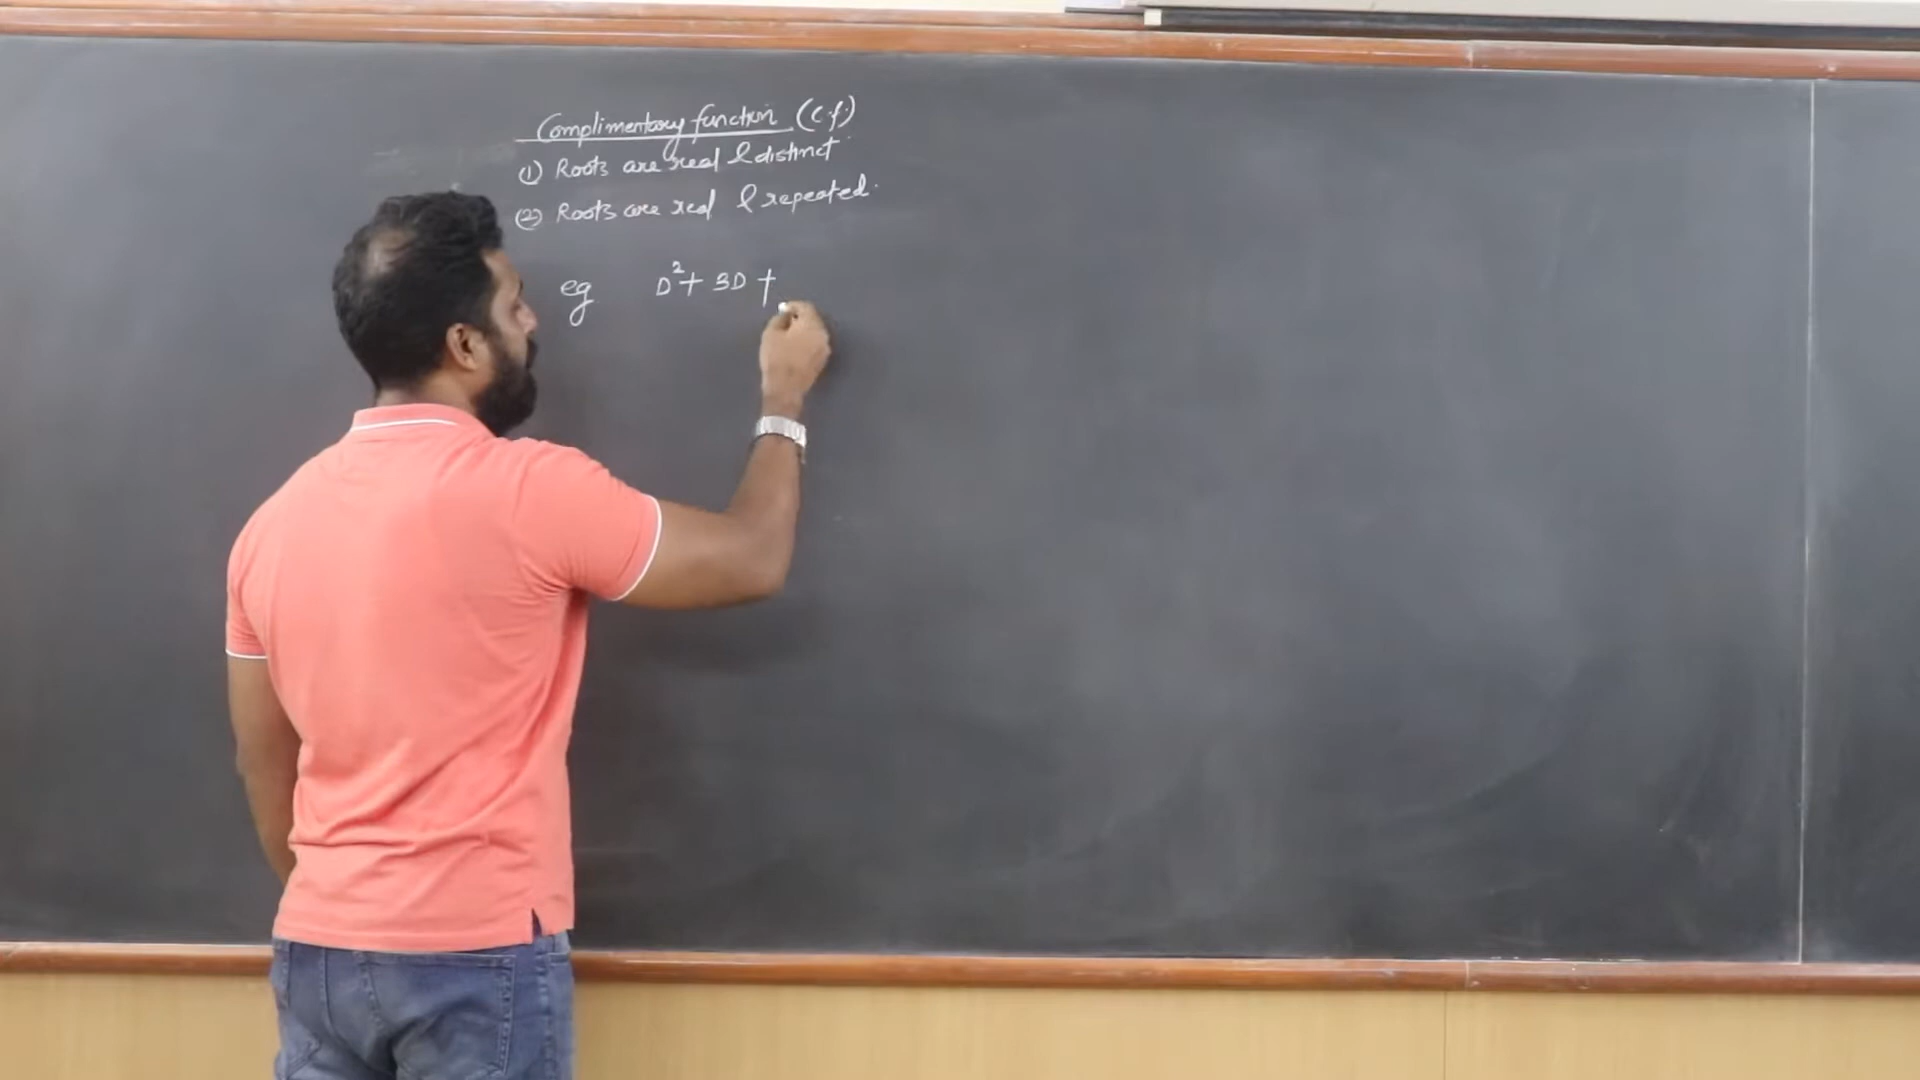 Complimentary function (C.f)
(1) Roots are real & distinct
(2) Roots are real & repeated.
eg D²+ 3D +